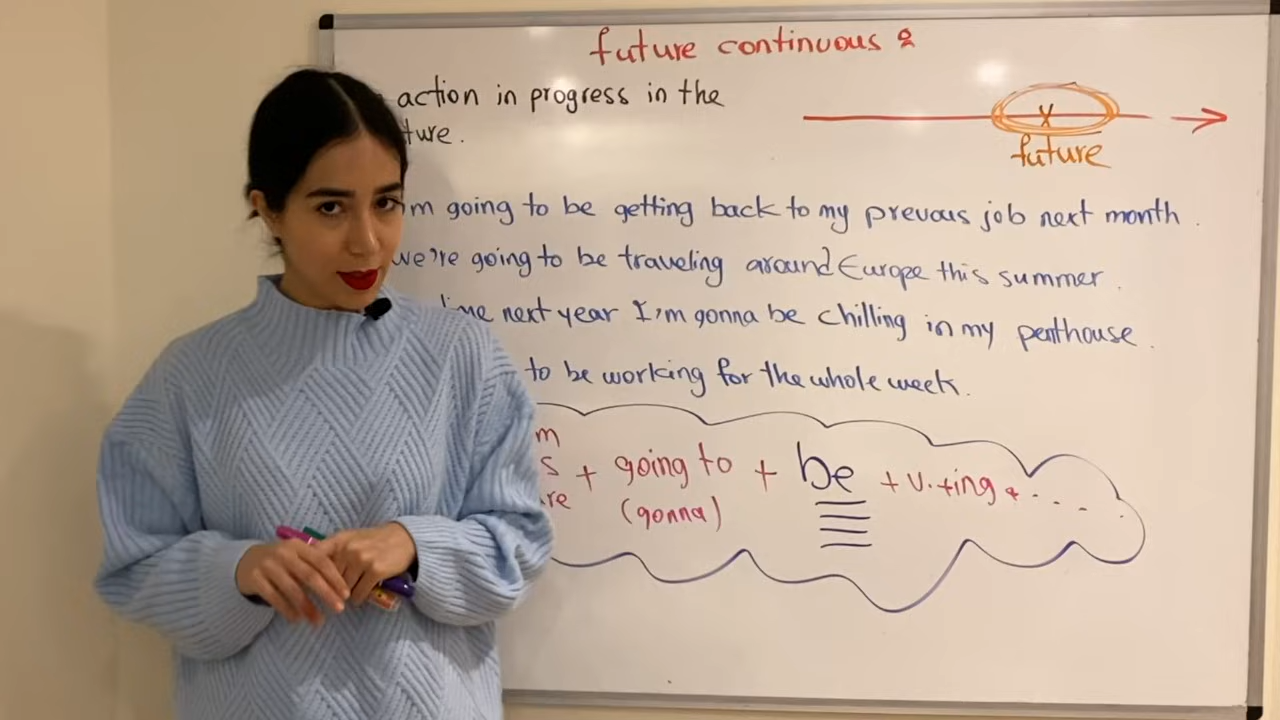 future continuous :
action in progress in the
ture.
future
m going to be getting back to my prevous job next month.
we're going to be traveling around Europe this summer.
next year I'm gonna be chilling in my penthouse.
to be working for the whole week.
m
s + going to + be + v.+ing + ....
re (gonna)